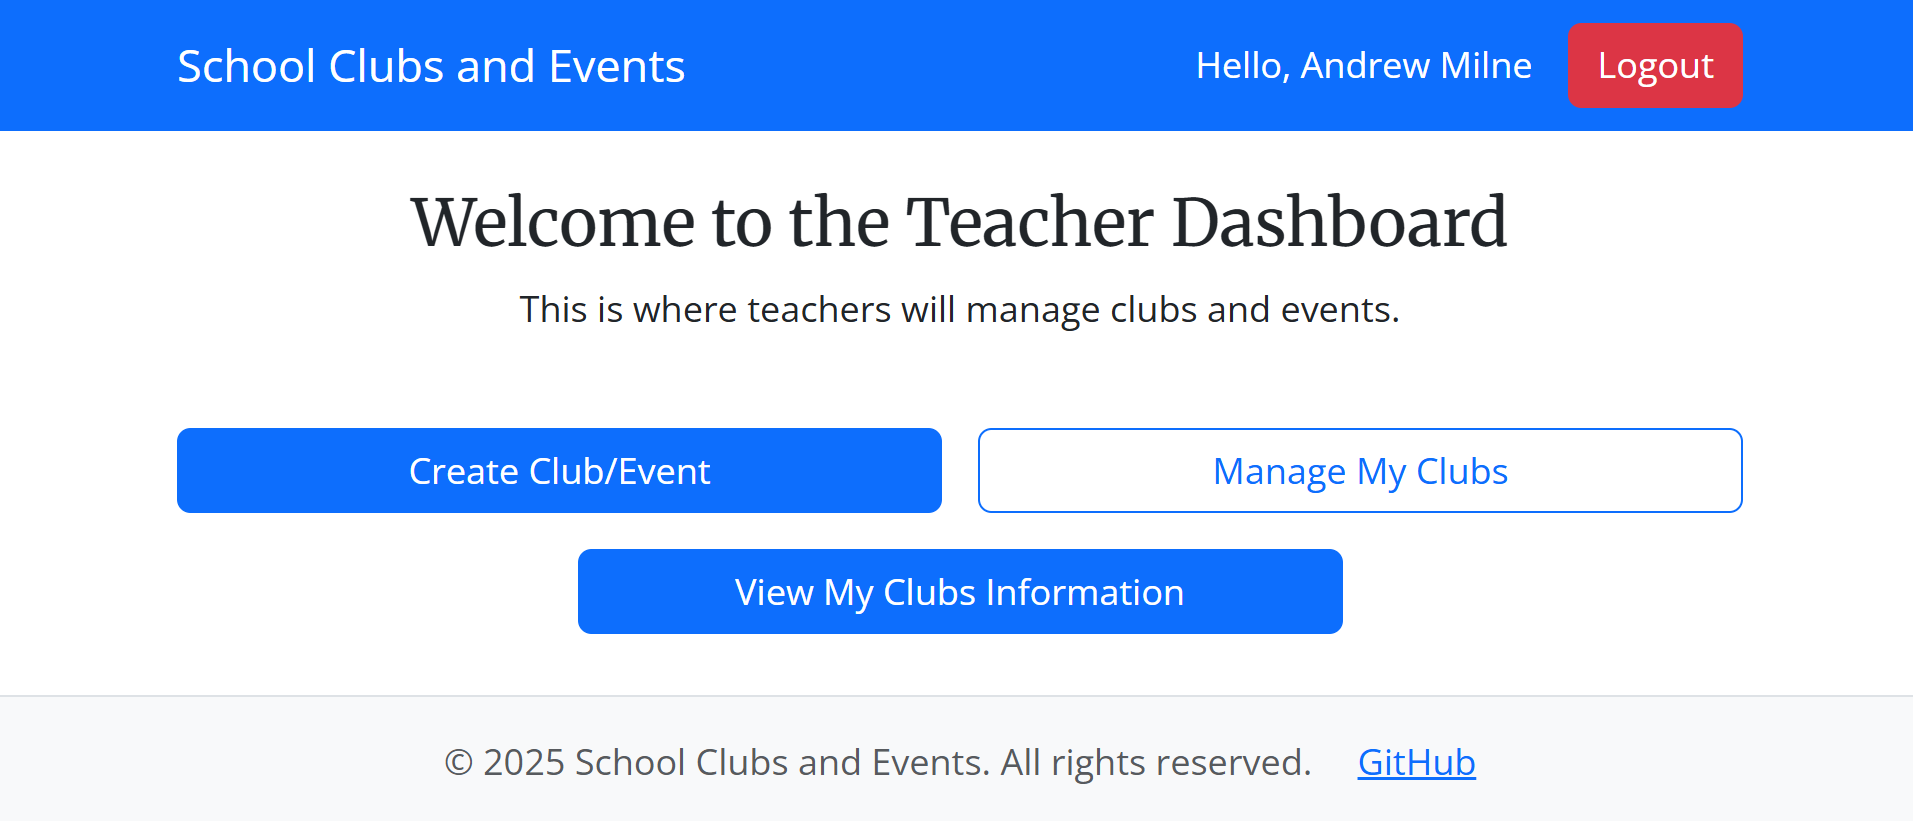 School Clubs and Events
Hello, Andrew Milne
Logout
Welcome to the Teacher Dashboard
This is where teachers will manage clubs and events.
Create Club/Event
Manage My Clubs
View My Clubs Information
© 2025 School Clubs and Events. All rights reserved. GitHub